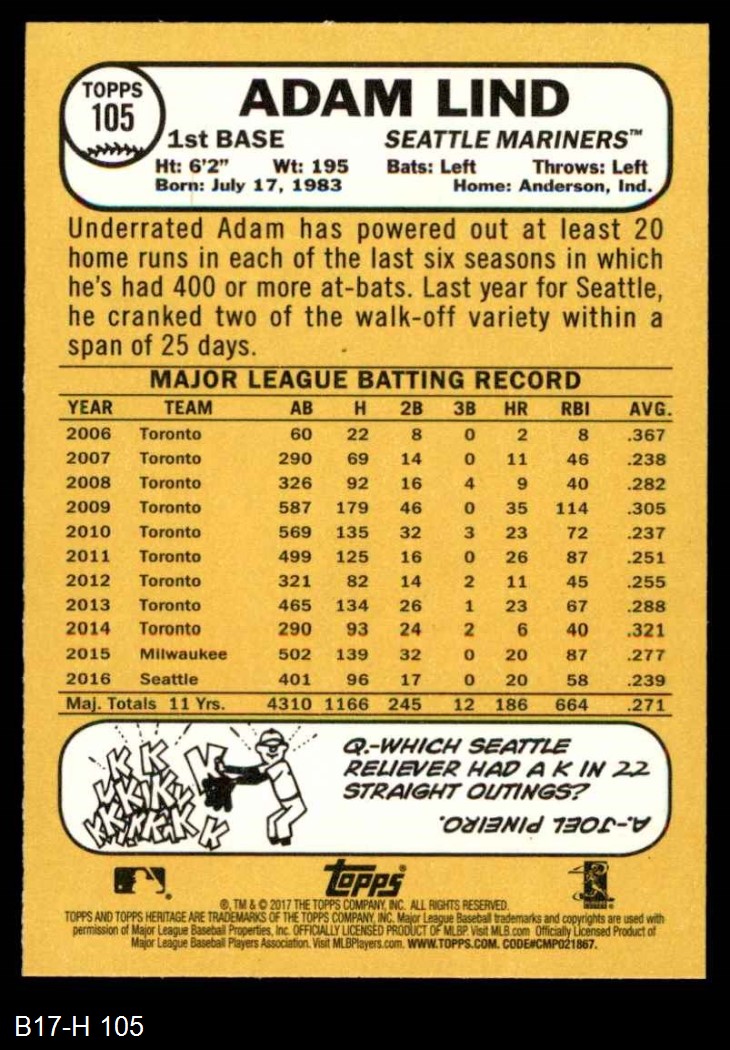 TOPPS
105
ADAM LIND
1st BASE SEATTLE MARINERS™
Ht: 6'2" Wt: 195 Bats: Left Throws: Left
Born: July 17, 1983 Home: Anderson, Ind.
Underrated Adam has powered out at least 20
home runs in each of the last six seasons in which
he's had 400 or more at-bats. Last year for Seattle,
he cranked two of the walk-off variety within a
span of 25 days.
MAJOR LEAGUE BATTING RECORD
YEAR TEAM AB H 2B 3B HR RBI AVG.
2006 Toronto 60 22 8 0 2 8 .367
2007 Toronto 290 69 14 0 11 46 .238
2008 Toronto 326 92 16 4 9 40 .282
2009 Toronto 587 179 46 0 35 114 .305
2010 Toronto 569 135 32 3 23 72 .237
2011 Toronto 499 125 16 0 26 87 .251
2012 Toronto 321 82 14 2 11 45 .255
2013 Toronto 465 134 26 1 23 67 .288
2014 Toronto 290 93 24 2 6 40 .321
2015 Milwaukee 502 139 32 0 20 87 .277
2016 Seattle 401 96 17 0 20 58 .239
Maj. Totals 11 Yrs. 4310 1166 245 12 186 664 .271
K K K K K K K K K K K K K
Q.-WHICH SEATTLE
RELIEVER HAD A K IN 22
STRAIGHT OUTINGS?
A.-JOEL PINEIRO.
Topps®
®, TM & © 2017 THE TOPPS COMPANY, INC. ALL RIGHTS RESERVED.
TOPPS AND TOPPS HERITAGE ARE TRADEMARKS OF THE TOPPS COMPANY, INC. Major League Baseball trademarks and copyrights are used with
permission of Major League Baseball Properties, Inc. OFFICIALLY LICENSED PRODUCT OF MLBP. Visit MLB.com Officially Licensed Product of
Major League Baseball Players Association. Visit MLBPlayers.com. WWW.TOPPS.COM. CODE#CMP021867.
B17-H 105